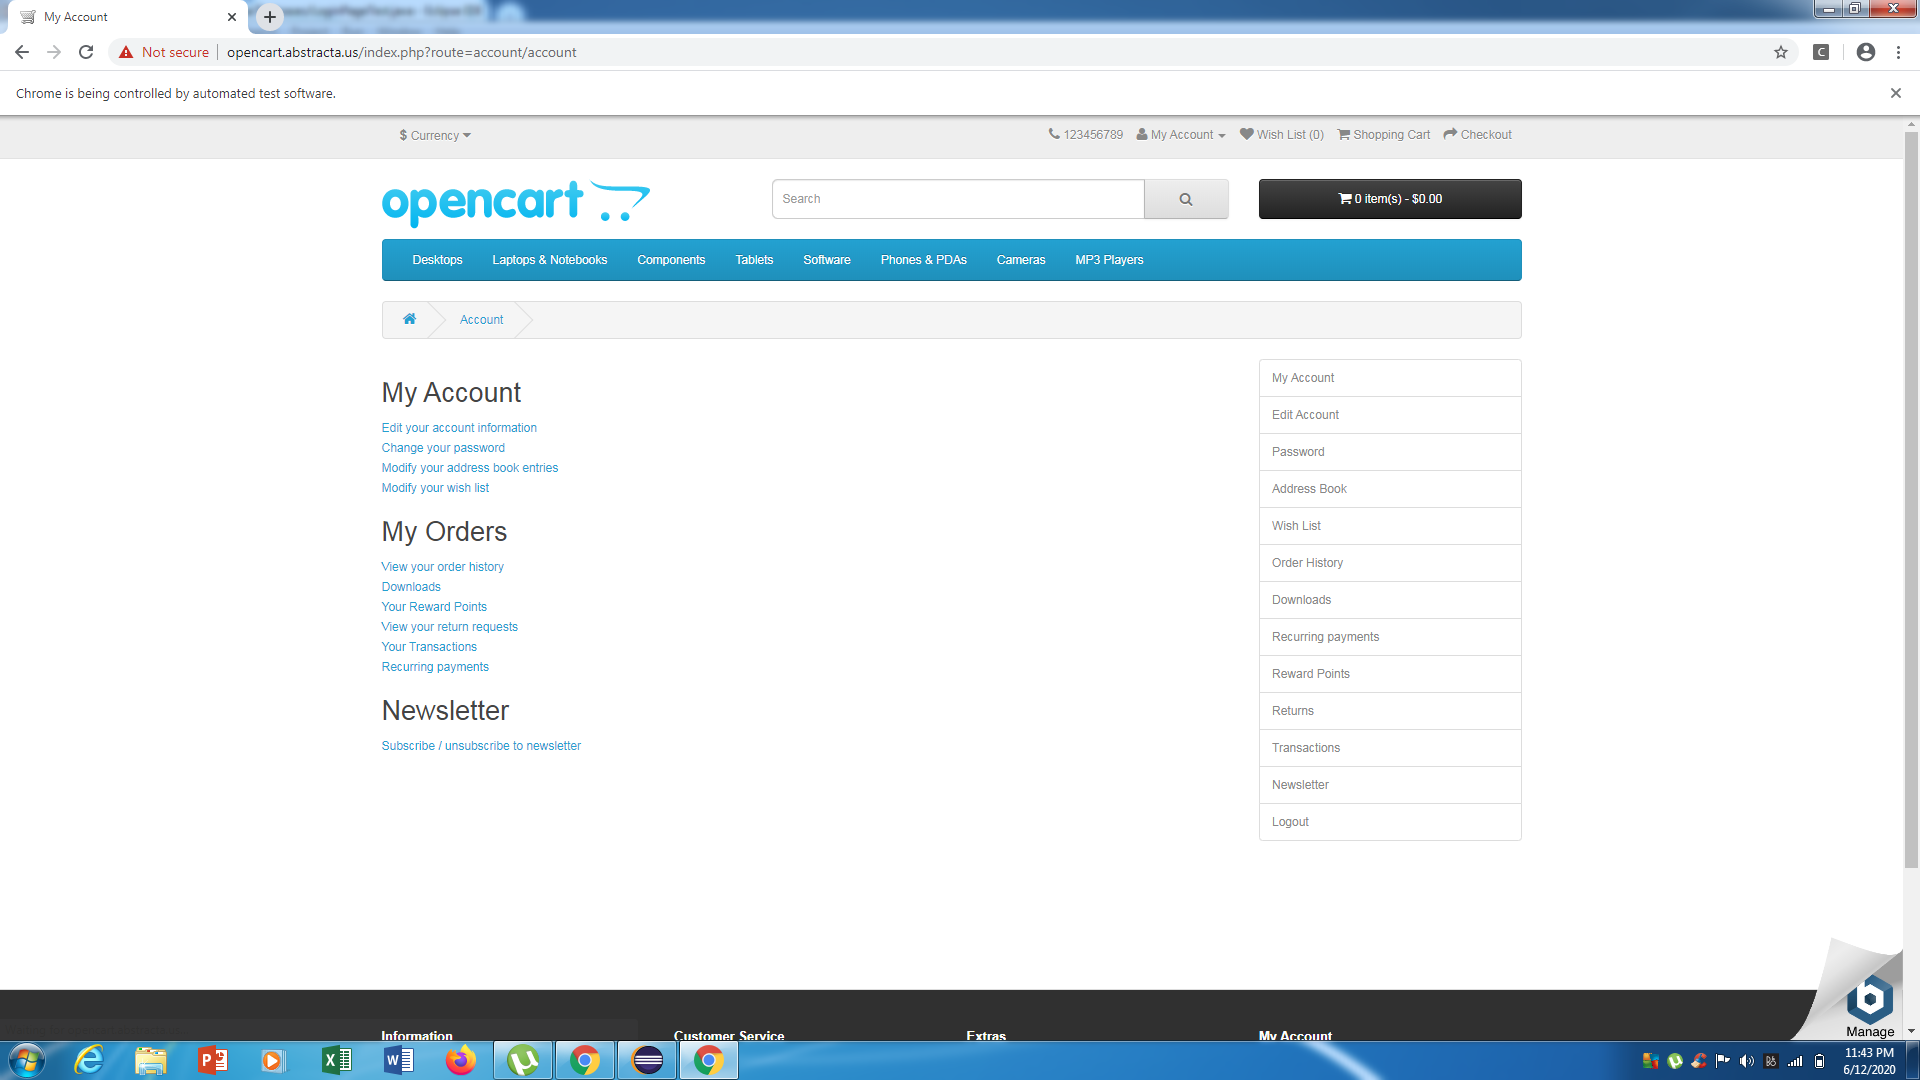 My Account
Not secure
opencart.abstracta.us/index.php?route=account/account
C
Chrome is being controlled by automated test software.
$ Currency
123456789 My Account Wish List (0) Shopping Cart Checkout
opencart
Search
0 item(s) - $0.00
Desktops Laptops & Notebooks Components Tablets Software Phones & PDAs Cameras MP3 Players
Account
My Account
Edit your account information
Change your password
Modify your address book entries
Modify your wish list
My Orders
View your order history
Downloads
Your Reward Points
View your return requests
Your Transactions
Recurring payments
Newsletter
Subscribe / unsubscribe to newsletter
My Account
Edit Account
Password
Address Book
Wish List
Order History
Downloads
Recurring payments
Reward Points
Returns
Transactions
Newsletter
Logout
b
Manage
Information Customer Service Extras My Account
11:43 PM
6/12/2020